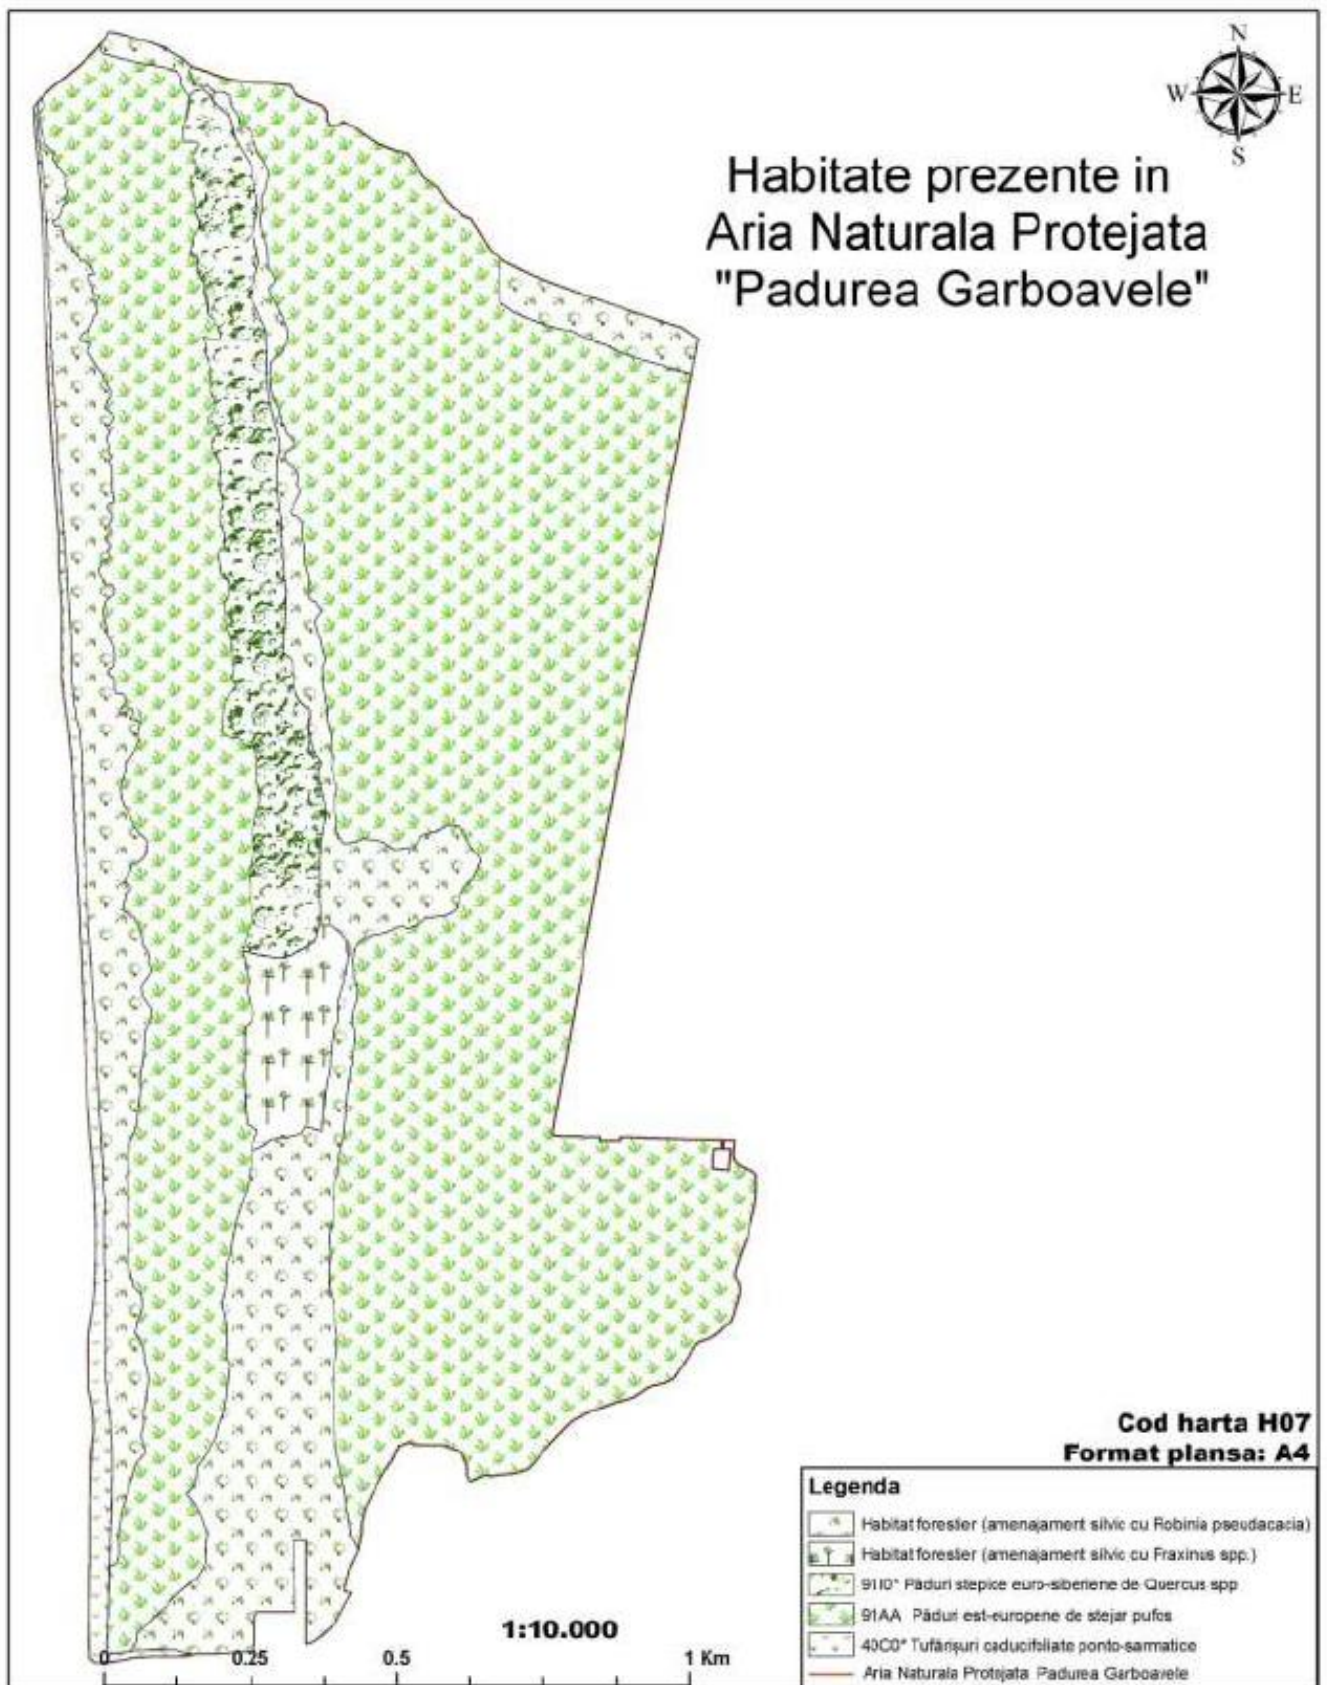 N
W E
S
Habitate prezente in
Aria Naturala Protejata
"Padurea Garboavele"
Cod harta H07
Format plansa: A4
Legenda
Habitat forestier (amenajament silvic cu Robinia pseudacacia)
Habitat forestier (amenajament silvic cu Fraxinus spp.)
91I0* Păduri stepice euro-siberiene de Quercus spp
91AA Păduri est-europene de stejar pufos
40C0* Tufărișuri caducifoliate ponto-sarmatice
Aria Naturala Protejata Padurea Garboavele
1:10.000
0 0.25 0.5 1 Km